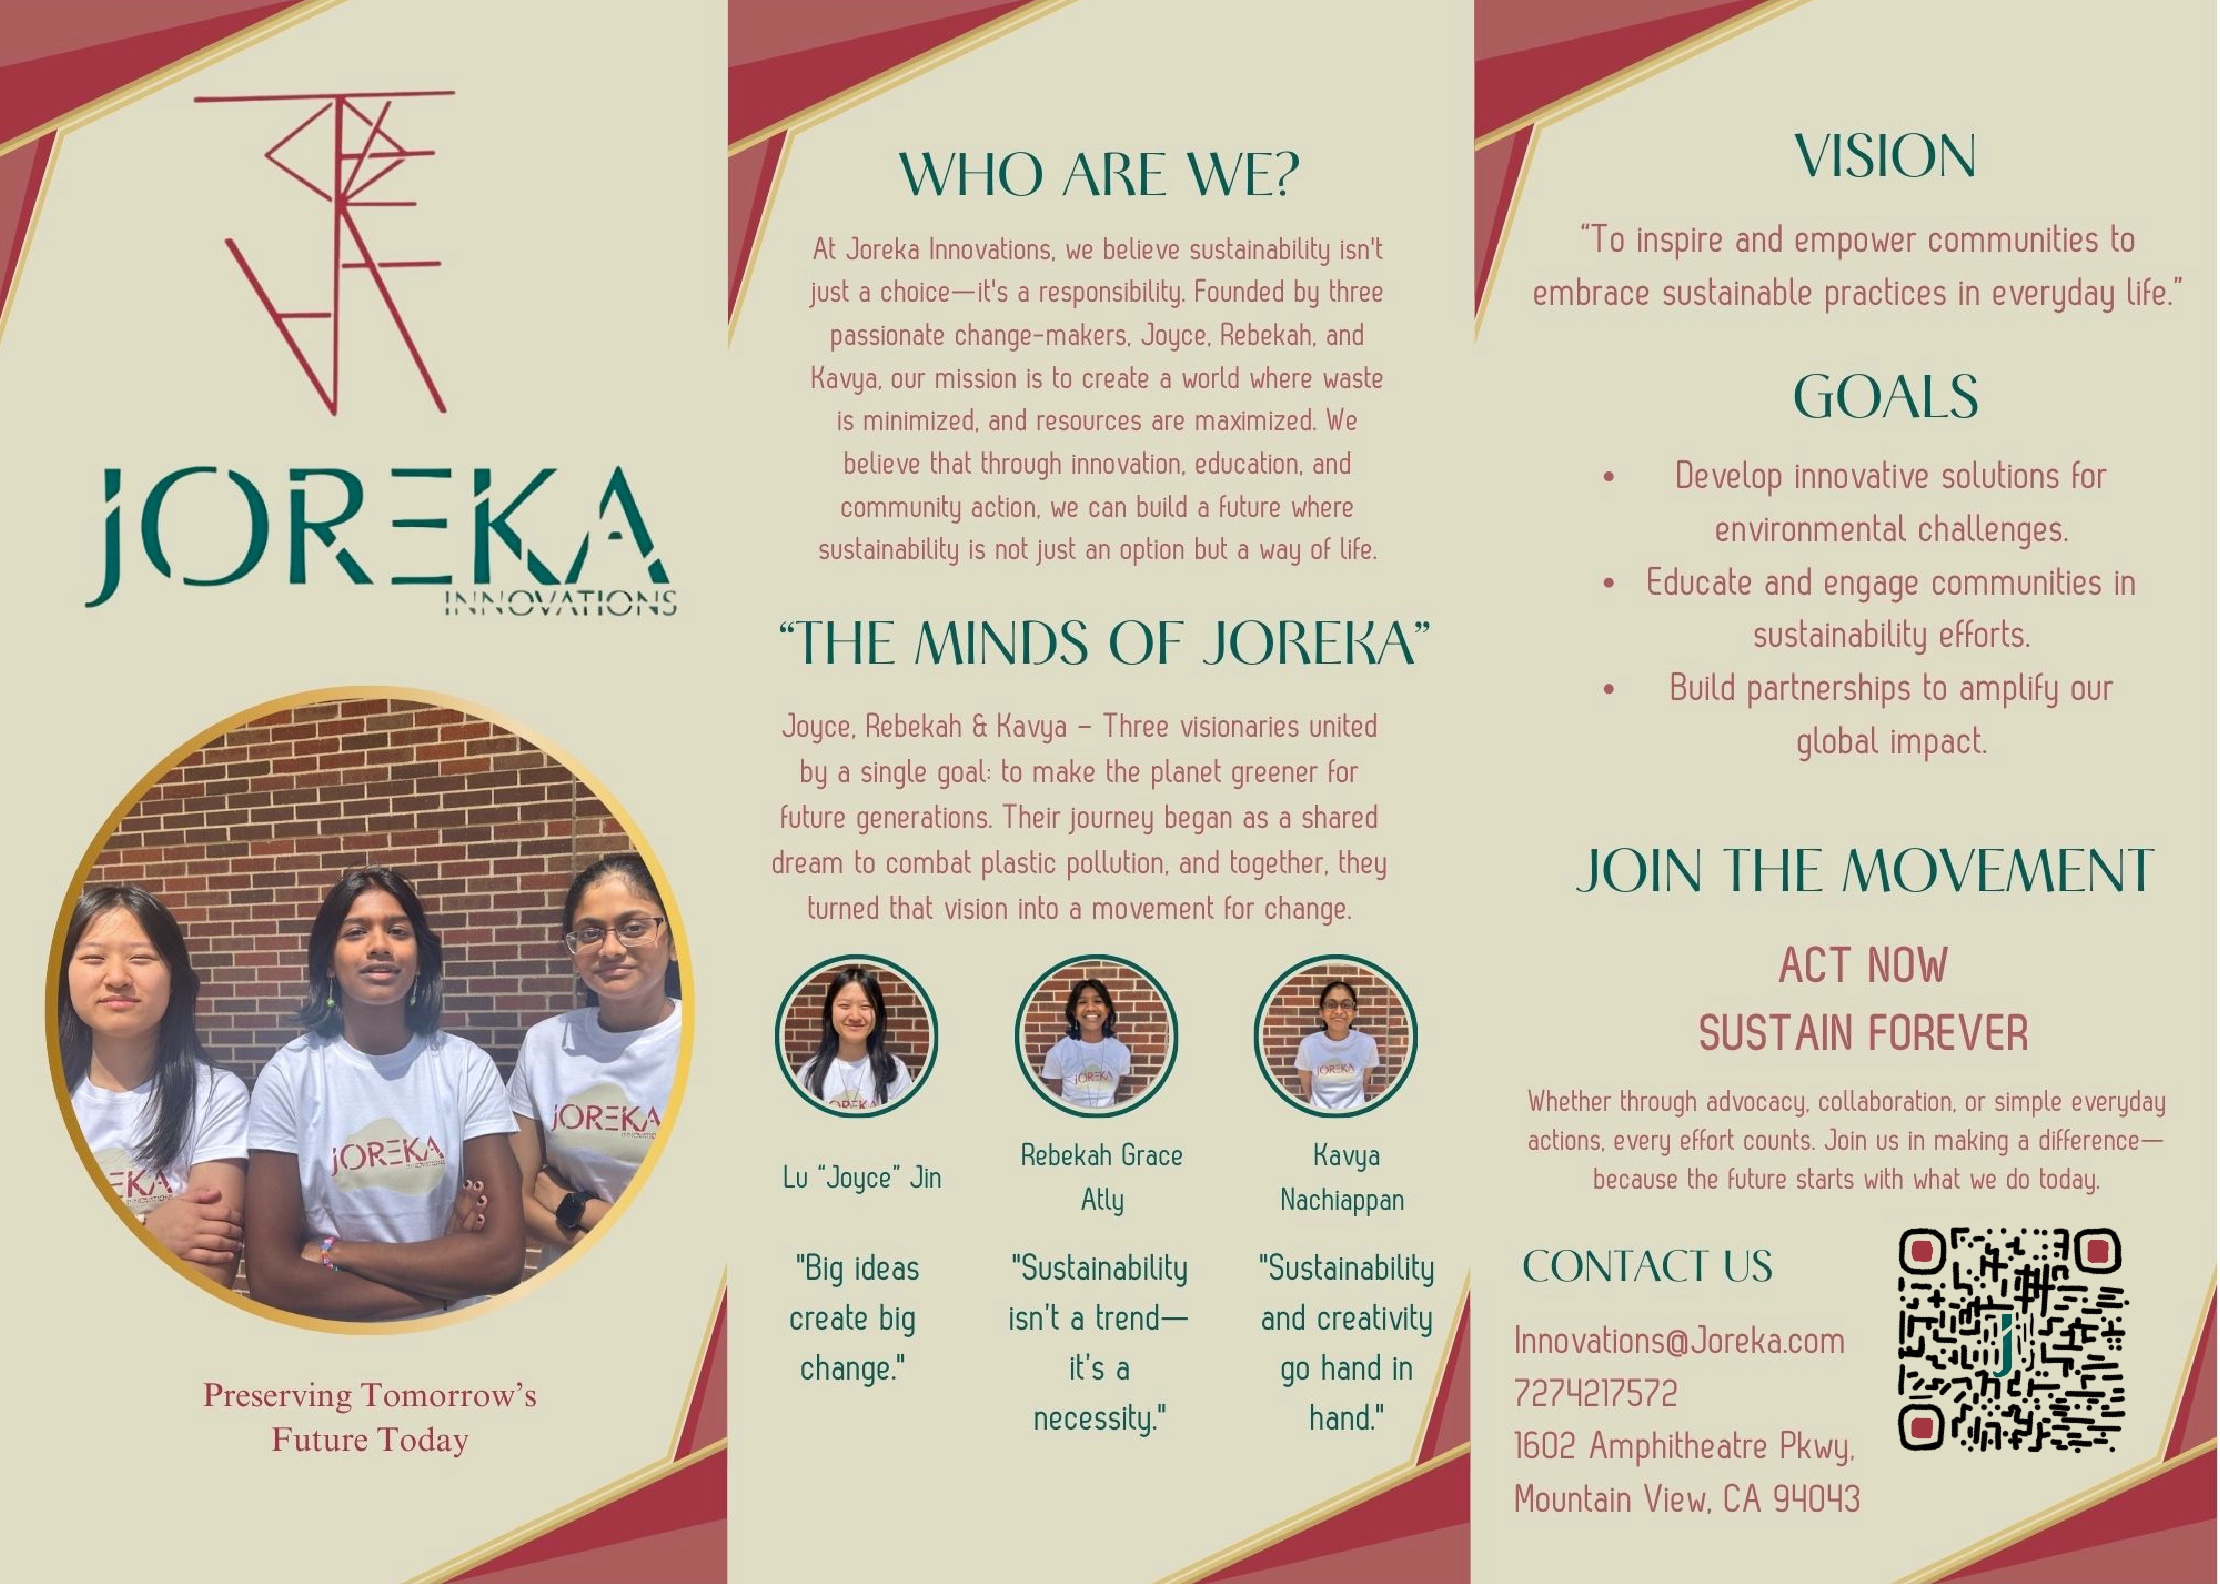 JOREKA
INNOVATIONS
JOREKA
JOREKA
EKA
Preserving Tomorrow's
Future Today
WHO ARE WE?
At Joreka Innovations, we believe sustainability isn't
just a choice—it's a responsibility. Founded by three
passionate change-makers, Joyce, Rebekah, and
Kavya, our mission is to create a world where waste
is minimized, and resources are maximized. We
believe that through innovation, education, and
community action, we can build a future where
sustainability is not just an option but a way of life.
“THE MINDS OF JOREKA”
Joyce, Rebekah & Kavya – Three visionaries united
by a single goal: to make the planet greener for
future generations. Their journey began as a shared
dream to combat plastic pollution, and together, they
turned that vision into a movement for change.
JOREKA
JOREKA
Lu “Joyce” Jin
Rebekah Grace
Atly
Kavya
Nachiappan
"Big ideas
create big
change."
"Sustainability
isn't a trend—
it's a
necessity."
"Sustainability
and creativity
go hand in
hand."
VISION
“To inspire and empower communities to
embrace sustainable practices in everyday life.”
GOALS
• Develop innovative solutions for
environmental challenges.
• Educate and engage communities in
sustainability efforts.
• Build partnerships to amplify our
global impact.
JOIN THE MOVEMENT
ACT NOW
SUSTAIN FOREVER
Whether through advocacy, collaboration, or simple everyday
actions, every effort counts. Join us in making a difference—
because the future starts with what we do today.
CONTACT US
Innovations@Joreka.com
7274217572
1602 Amphitheatre Pkwy,
Mountain View, CA 94043
J